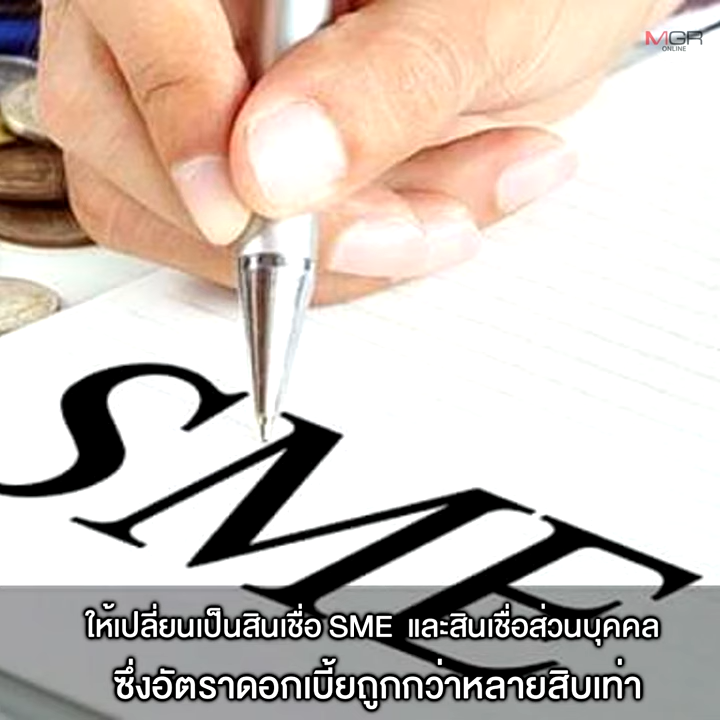 MGR
ONLINE
SME
ให้เปลี่ยนเป็นสินเชื่อ SME และสินเชื่อส่วนบุคคล
ซึ่งอัตราดอกเบี้ยถูกกว่าหลายสิบเท่า